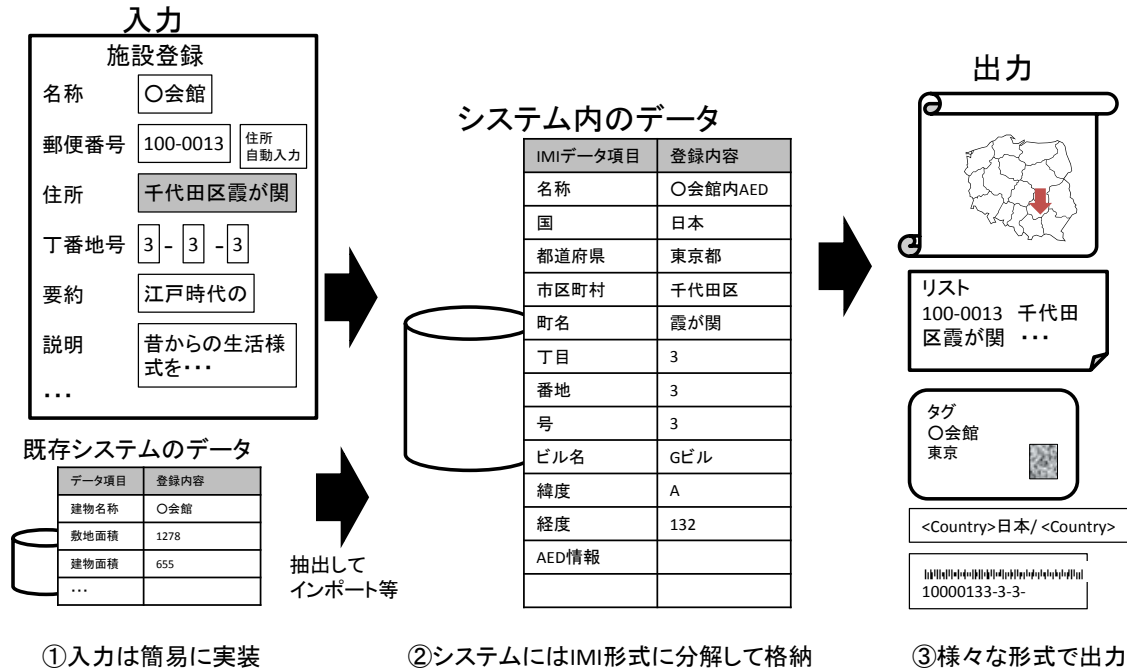 入力
施設登録
名称 〇会館
郵便番号 100-0013 住所
自動入力
住所 千代田区霞が関
丁番地号 3 - 3 - 3
要約 江戸時代の
説明 昔からの生活様
式を・・・
・・・
既存システムのデータ
データ項目 登録内容
建物名称 〇会館
敷地面積 1278
建物面積 655
…
抽出して
インポート等
システム内のデータ
IMIデータ項目 登録内容
名称 〇会館内AED
国 日本
都道府県 東京都
市区町村 千代田区
町名 霞が関
丁目 3
番地 3
号 3
ビル名 Gビル
緯度 A
経度 132
AED情報
出力
リスト
100-0013 千代田
区霞が関 ・・・
タグ
〇会館
東京
<Country>日本/ <Country>
10000133-3-3-
①入力は簡易に実装
②システムにはIMI形式に分解して格納
③様々な形式で出力